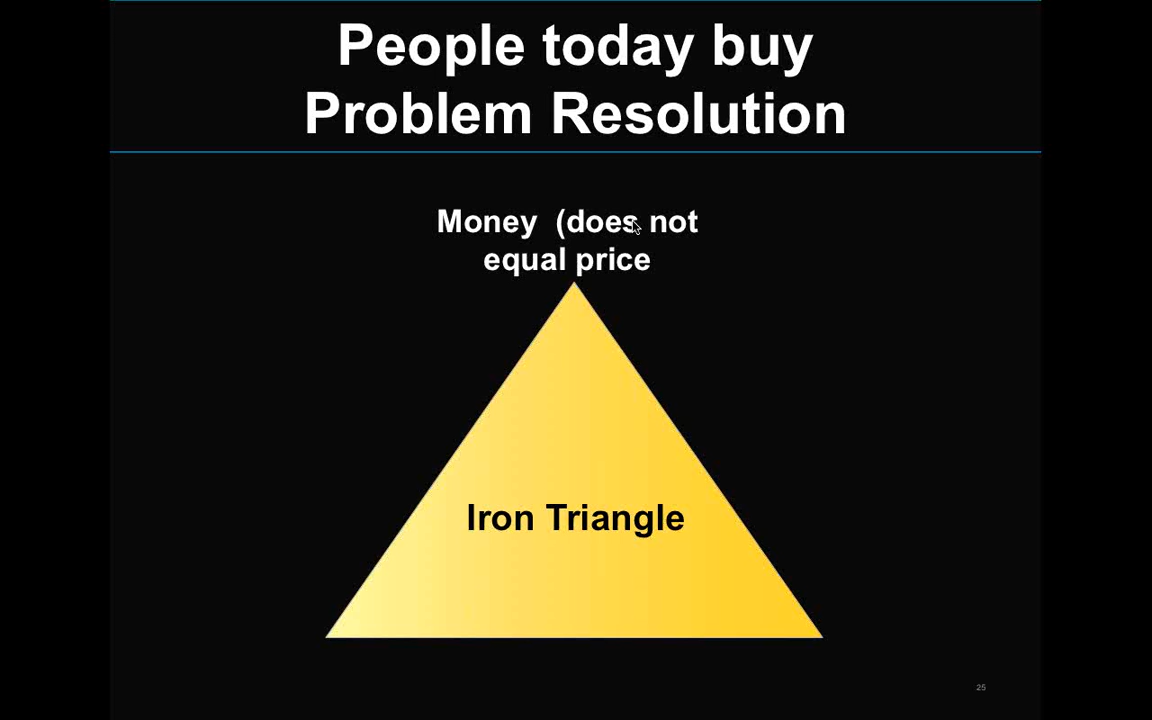 People today buy
Problem Resolution
Money (does not
equal price
Iron Triangle
25